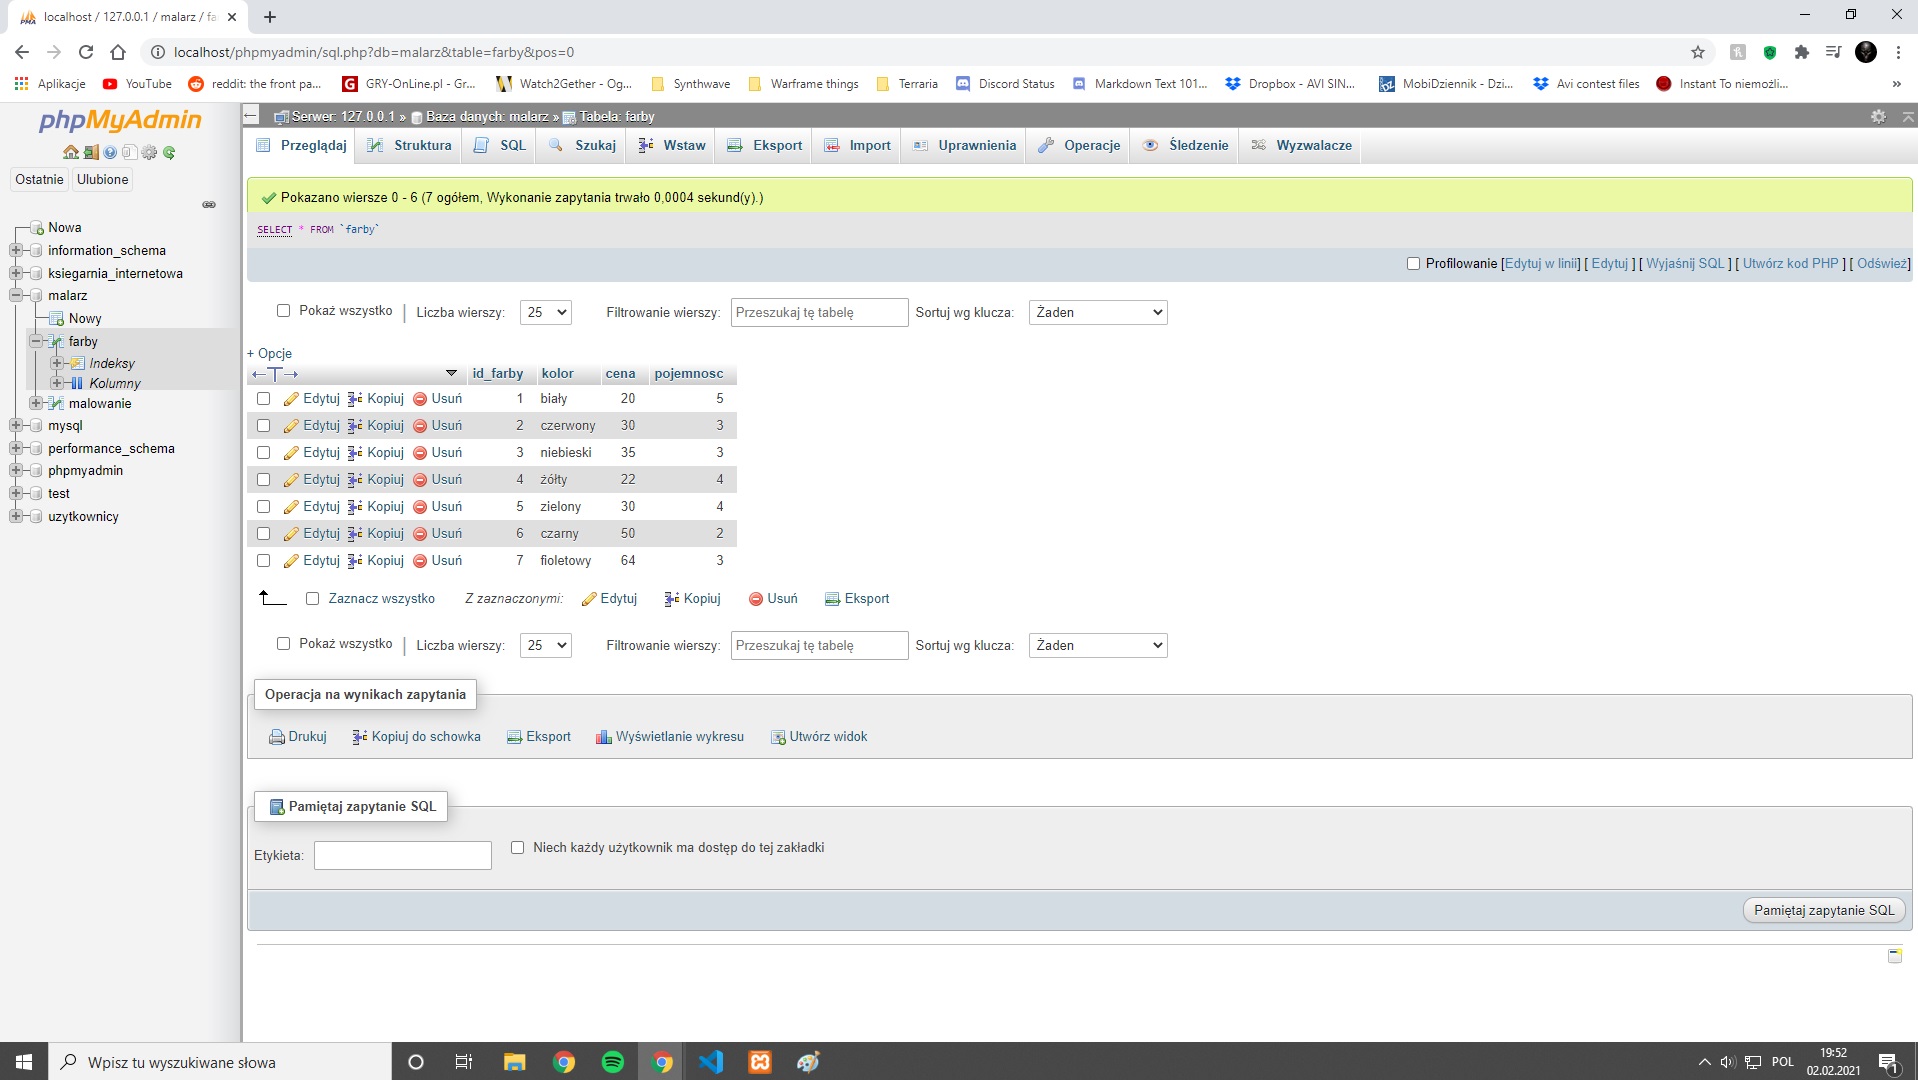 localhost / 127.0.0.1 / malarz / fa
localhost/phpmyadmin/sql.php?db=malarz&table=farby&pos=0
Aplikacje YouTube reddit: the front pa... GRY-OnLine.pl - Gr... Watch2Gether - Og... Synthwave Warframe things Terraria Discord Status Markdown Text 101... Dropbox - AVI SIN... MobiDziennik - Dzi... Avi contest files Instant To niemożli... »
phpMyAdmin
Ostatnie Ulubione
Nowa
information_schema
ksiegarnia_internetowa
malarz
Nowy
farby
Indeksy
Kolumny
malowanie
mysql
performance_schema
phpmyadmin
test
uzytkownicy
Serwer: 127.0.0.1 » Baza danych: malarz » Tabela: farby
Przeglądaj Struktura SQL Szukaj Wstaw Eksport Import Uprawnienia Operacje Śledzenie Wyzwalacze
Pokazano wiersze 0 - 6 (7 ogółem, Wykonanie zapytania trwało 0,0004 sekund(y).)
SELECT * FROM `farby`
Profilowanie [Edytuj w linii] [ Edytuj ] [ Wyjaśnij SQL ] [ Utwórz kod PHP ] [ Odśwież]
Pokaż wszystko | Liczba wierszy: 25 Filtrowanie wierszy: Przeszukaj tę tabelę Sortuj wg klucza: Żaden
+ Opcje
←T→ id_farby kolor cena pojemnosc
Edytuj Kopiuj Usuń 1 biały 20 5
Edytuj Kopiuj Usuń 2 czerwony 30 3
Edytuj Kopiuj Usuń 3 niebieski 35 3
Edytuj Kopiuj Usuń 4 żółty 22 4
Edytuj Kopiuj Usuń 5 zielony 30 4
Edytuj Kopiuj Usuń 6 czarny 50 2
Edytuj Kopiuj Usuń 7 fioletowy 64 3
Zaznacz wszystko Z zaznaczonymi: Edytuj Kopiuj Usuń Eksport
Pokaż wszystko | Liczba wierszy: 25 Filtrowanie wierszy: Przeszukaj tę tabelę Sortuj wg klucza: Żaden
Operacja na wynikach zapytania
Drukuj Kopiuj do schowka Eksport Wyświetlanie wykresu Utwórz widok
Pamiętaj zapytanie SQL
Etykieta: Niech każdy użytkownik ma dostęp do tej zakładki
Pamiętaj zapytanie SQL
Wpisz tu wyszukiwane słowa
POL
19:52
02.02.2021
1